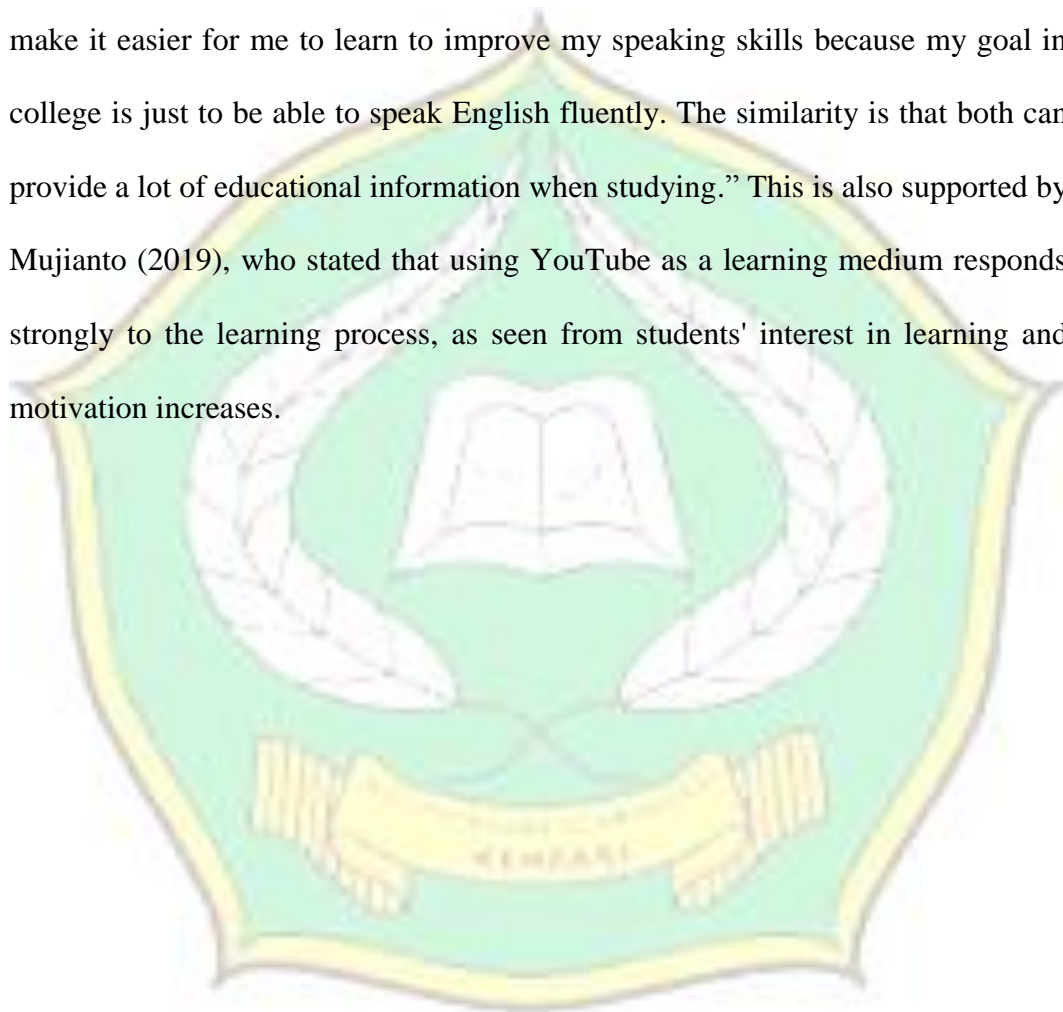 make it easier for me to learn to improve my speaking skills because my goal in
college is just to be able to speak English fluently. The similarity is that both can
provide a lot of educational information when studying.” This is also supported by
Mujianto (2019), who stated that using YouTube as a learning medium responds
strongly to the learning process, as seen from students' interest in learning and
motivation increases.
KENDARI